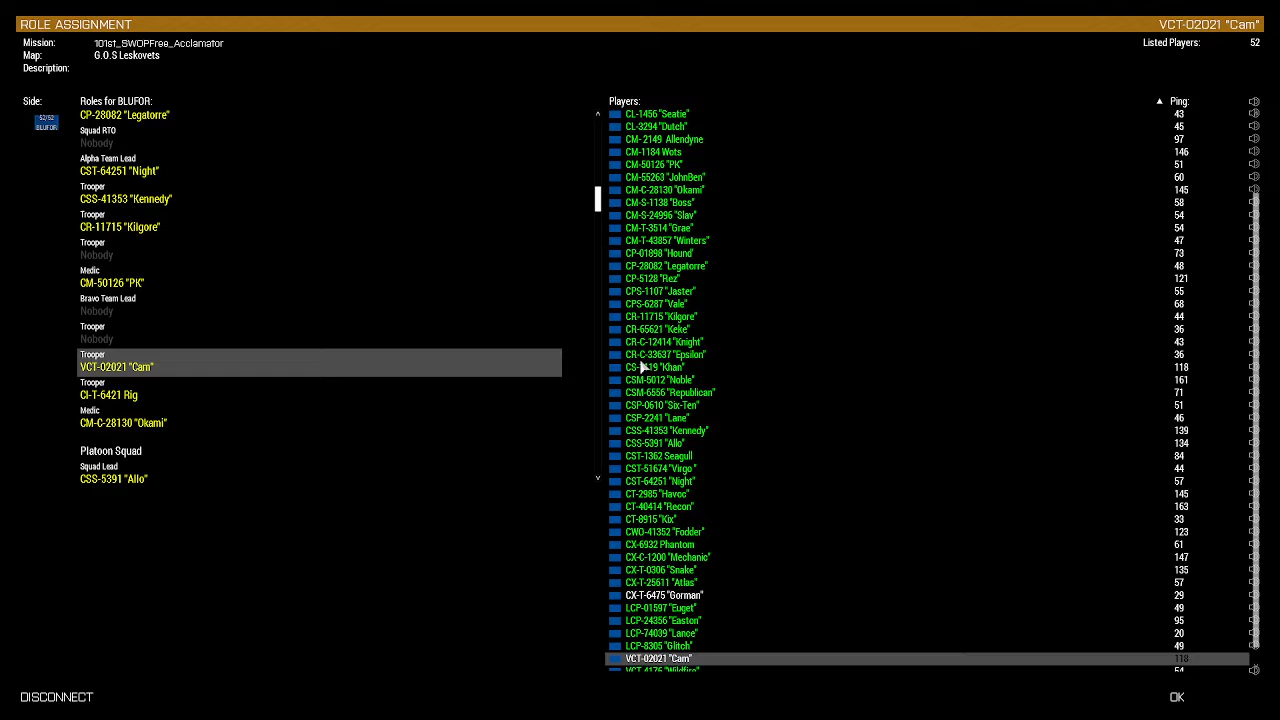 ROLE ASSIGNMENT VCT-02021 "Cam"
Mission: 101st_SWOPFree_Acclamator Listed Players: 52
Map: G.O.S Leskovets
Description:
Side: Roles for BLUFOR:
52/52
BLUFOR
CP-28082 "Legatorre"
Squad RTO
Nobody
Alpha Team Lead
CST-64251 "Night"
Trooper
CSS-41353 "Kennedy"
Trooper
CR-11715 "Kilgore"
Trooper
Nobody
Medic
CM-50126 "PK"
Bravo Team Lead
Nobody
Trooper
Nobody
Trooper
VCT-02021 "Cam"
Trooper
CI-T-6421 Rig
Medic
CM-C-28130 "Okami"
Platoon Squad
Squad Lead
CSS-5391 "Allo"
Players: Ping:
CL-1456 "Seatie" 43
CL-3294 "Dutch" 45
CM- 2149 Allendyne 97
CM-1184 Wots 146
CM-50126 "PK" 51
CM-55263 "JohnBen" 60
CM-C-28130 "Okami" 145
CM-S-1138 "Boss" 58
CM-S-24996 "Slav" 54
CM-T-3514 "Grae" 54
CM-T-43857 "Winters" 47
CP-01898 "Hound" 73
CP-28082 "Legatorre" 48
CP-5128 "Rez" 121
CPS-1107 "Jaster" 55
CPS-6287 "Vale" 68
CR-11715 "Kilgore" 44
CR-65621 "Keke" 36
CR-C-12414 "Knight" 43
CR-C-33637 "Epsilon" 36
"Khan" 118
CSM-5012 "Noble" 161
CSM-6556 "Republican" 71
CSP-0610 "Six-Ten" 51
CSP-2241 "Lane" 46
CSS-41353 "Kennedy" 139
CSS-5391 "Allo" 134
CST-1362 Seagull 84
CST-51674 "Virgo " 44
CST-64251 "Night" 57
CT-2985 "Havoc" 145
CT-40414 "Recon" 163
CT-8915 "Kix" 33
CWO-41352 "Fodder" 123
CX-6932 Phantom 61
CX-C-1200 "Mechanic" 147
CX-T-0306 "Snake" 135
CX-T-25611 "Atlas" 57
CX-T-6475 "Gorman" 29
LCP-01597 "Euget" 49
LCP-24356 "Easton" 95
LCP-74039 "Lance" 20
LCP-8305 "Glitch" 49
VCT-02021 "Cam" 118
VCT-4176 "Wildfire" 54
DISCONNECT OK